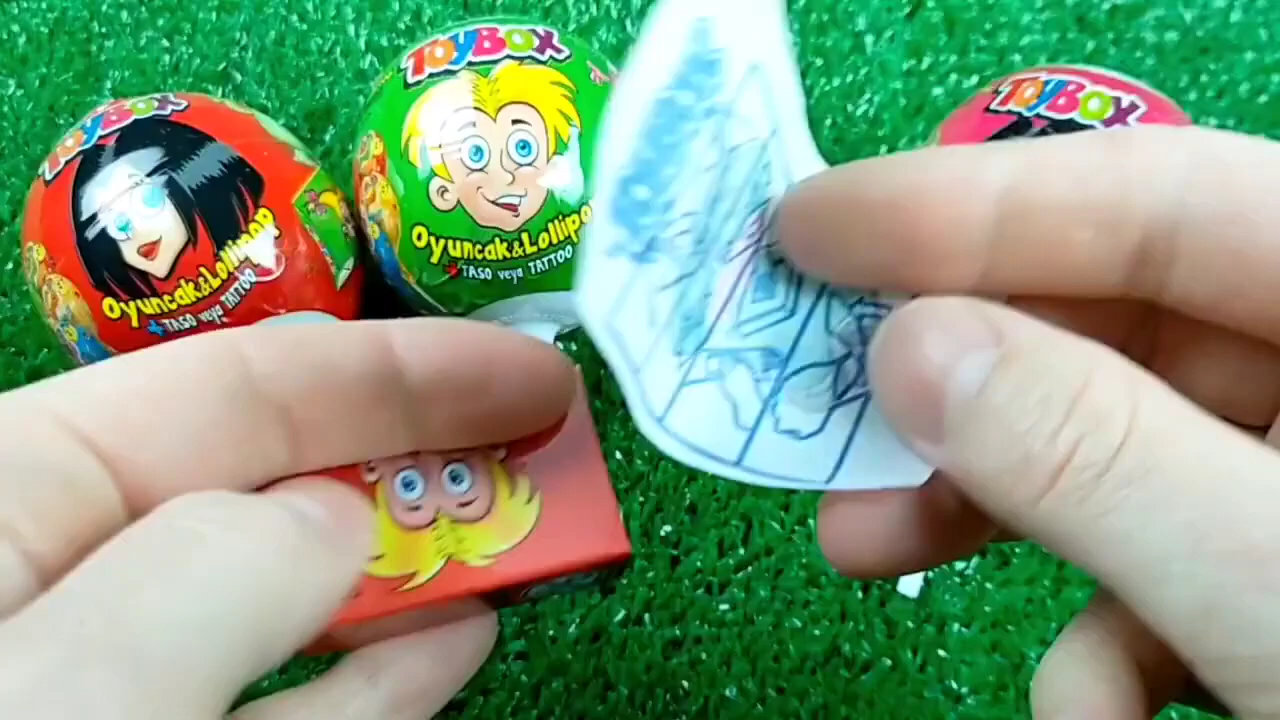 TOYBOX
Oyuncak&Lollipop
+ TASO veya TATTOO
TOYBOX
Oyuncak&Lollipo
+ TASO veya TATTOO
TOYBOX